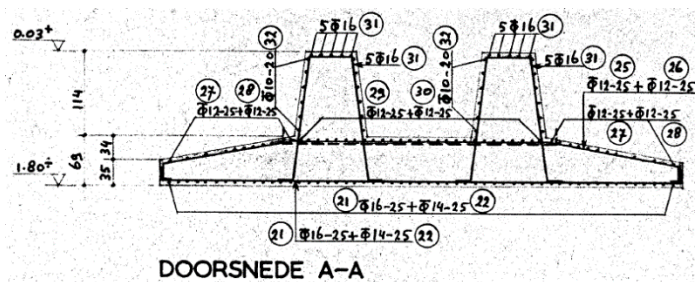 5Φ16 (31) 5Φ16 (31)
0.03+
Φ10-20 (32) 5Φ16 (31) Φ10-20 (32) 5Φ16 (31)
(27) (28) (29) (30) (25) (26)
Φ12-25+Φ12-25 Φ12-25+Φ12-25 Φ12-25+Φ12-25
Φ12-25+Φ12-25
(27) (28)
114
34
69
35
1.80÷
(21) Φ16-25+Φ14-25 (22)
(21) Φ16-25+Φ14-25 (22)
DOORSNEDE A-A